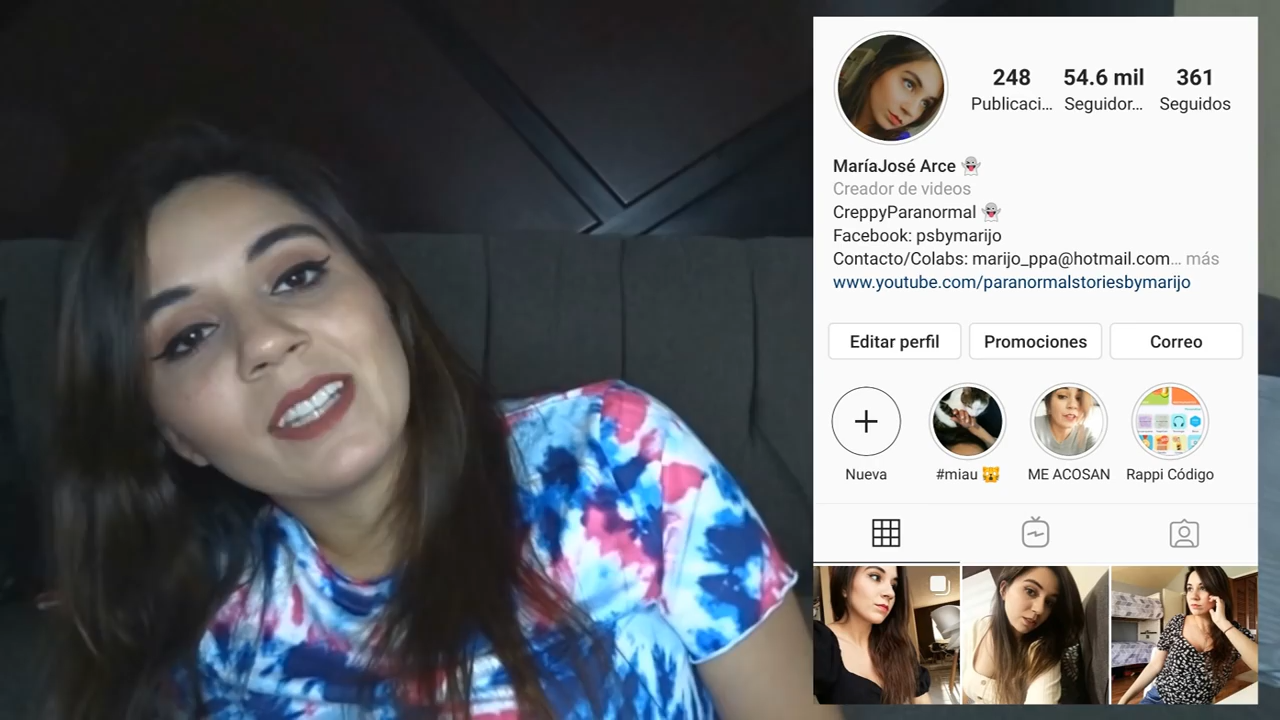 248 54.6 mil 361
Publicaci... Seguidor... Seguidos
MaríaJosé Arce 👻
Creador de videos
CreppyParanormal 👻
Facebook: psbymarijo
Contacto/Colabs: marijo_ppa@hotmail.com... más
www.youtube.com/paranormalstoriesbymarijo
Editar perfil Promociones Correo
Nueva #miau 🐱 ME ACOSAN Rappi Código